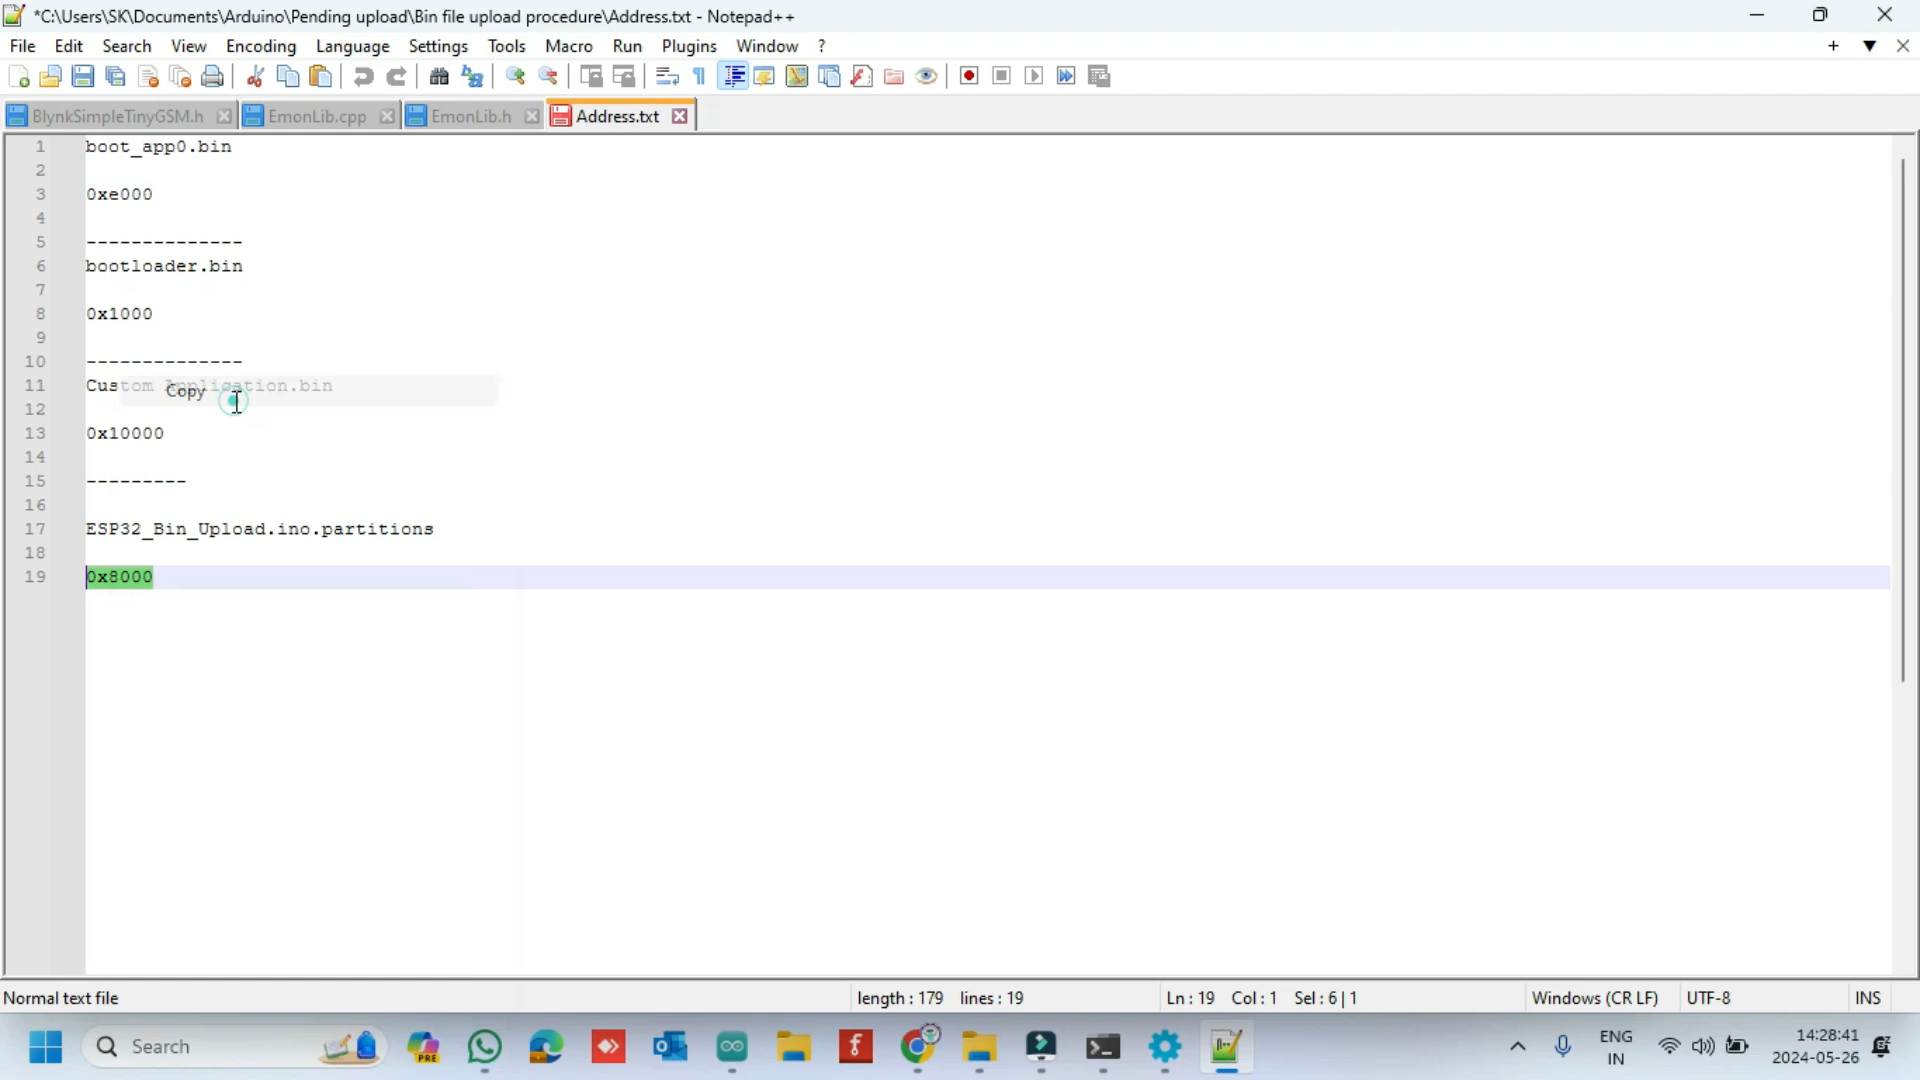 *C:\Users\SK\Documents\Arduino\Pending upload\Bin file upload procedure\Address.txt - Notepad++
File Edit Search View Encoding Language Settings Tools Macro Run Plugins Window ?
BlynkSimpleTinyGSM.h EmonLib.cpp EmonLib.h Address.txt
1 boot_app0.bin
2
3 0xe000
4
5 --------------
6 bootloader.bin
7
8 0x1000
9
10 --------------
11 Custom Application.bin
Copy
12
13 0x10000
14
15 ---------
16
17 ESP32_Bin_Upload.ino.partitions
18
19 0x8000
Normal text file length : 179 lines : 19 Ln : 19 Col : 1 Sel : 6 | 1 Windows (CR LF) UTF-8 INS
Search PRE ENG IN 14:28:41 2024-05-26